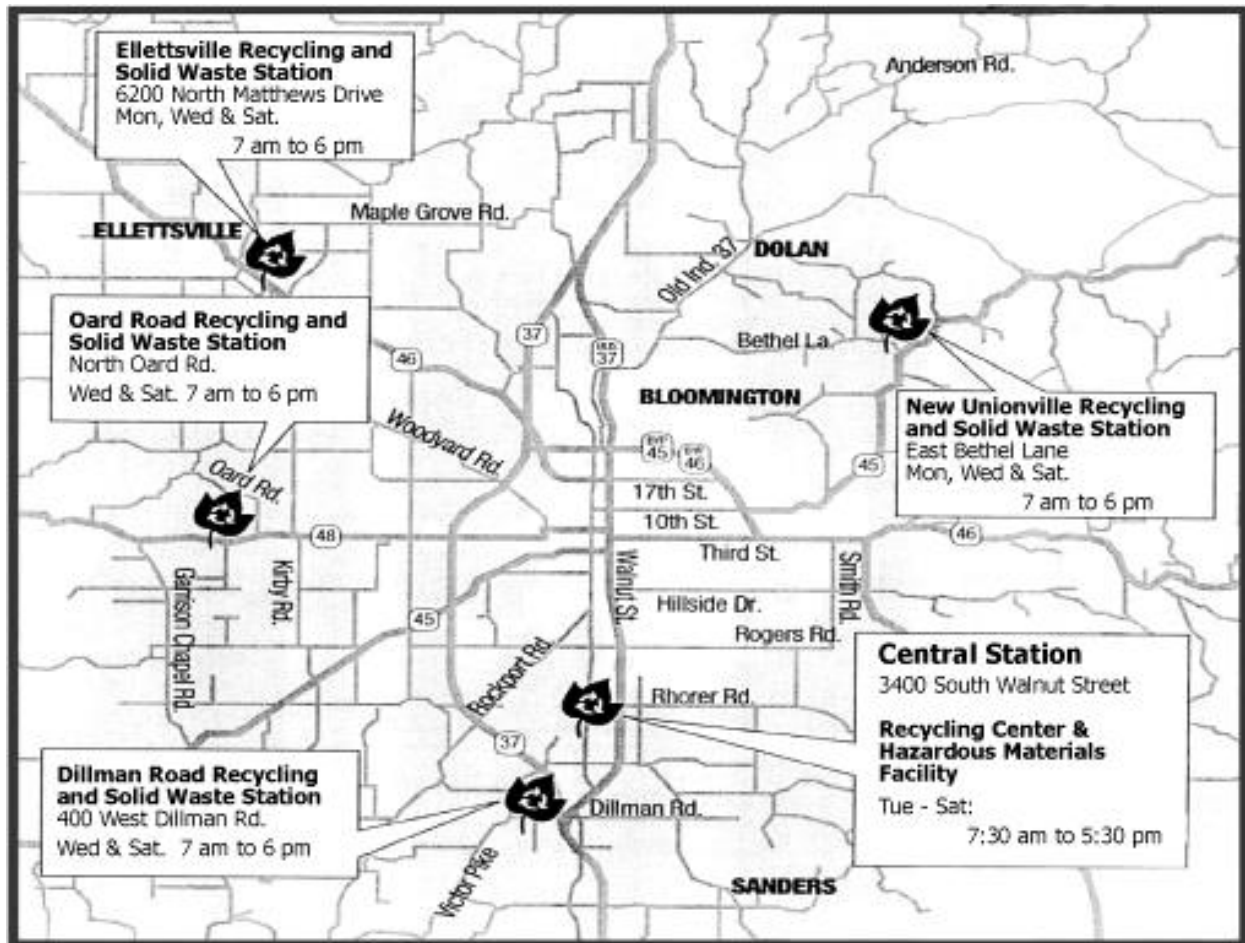 Ellettsville Recycling and
Solid Waste Station
6200 North Matthews Drive
Mon, Wed & Sat.
7 am to 6 pm
Anderson Rd.
Maple Grove Rd.
ELLETTSVILLE
Old Ind. 37
DOLAN
Oard Road Recycling and
Solid Waste Station
North Oard Rd.
Wed & Sat. 7 am to 6 pm
37
46
37
Bethel La.
BLOOMINGTON
New Unionville Recycling
and Solid Waste Station
East Bethel Lane
Mon, Wed & Sat.
7 am to 6 pm
Woodyard Rd.
45
46
45
Oard Rd.
17th St.
10th St.
48
Third St.
46
Garrison Chapel Rd.
Kirby Rd.
Walnut St.
Smith Rd.
Hillside Dr.
45
Rogers Rd.
Rockport Rd.
Rhorer Rd.
Central Station
3400 South Walnut Street
Recycling Center &
Hazardous Materials
Facility
Tue - Sat:
7:30 am to 5:30 pm
37
Dillman Road Recycling
and Solid Waste Station
400 West Dillman Rd.
Wed & Sat. 7 am to 6 pm
Dillman Rd.
Victor Pike
SANDERS